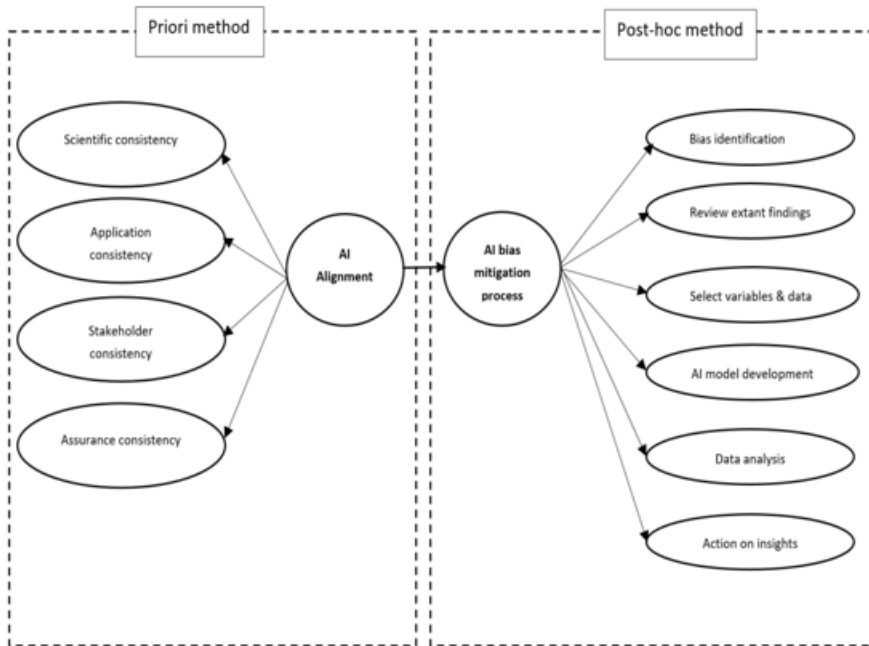 Priori method
Scientific consistency
Application
consistency
Stakeholder
consistency
Assurance consistency
AI
Alignment
Post-hoc method
AI bias
mitigation
process
Bias identification
Review extant findings
Select variables & data
AI model development
Data analysis
Action on insights